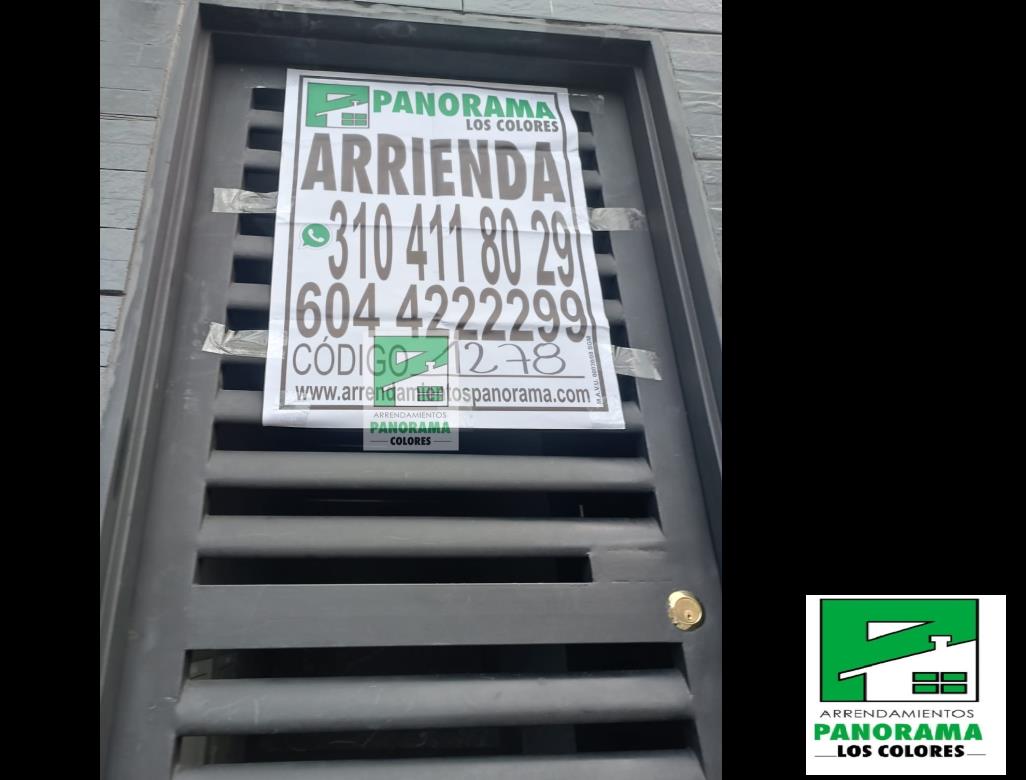 PANORAMA
LOS COLORES
ARRIENDA
310 411 80 29
604 4222299
CÓDIGO 1278
www.arrendamientospanorama.com
ARRENDAMIENTOS
PANORAMA
COLORES
ARRENDAMIENTOS
PANORAMA
LOS COLORES